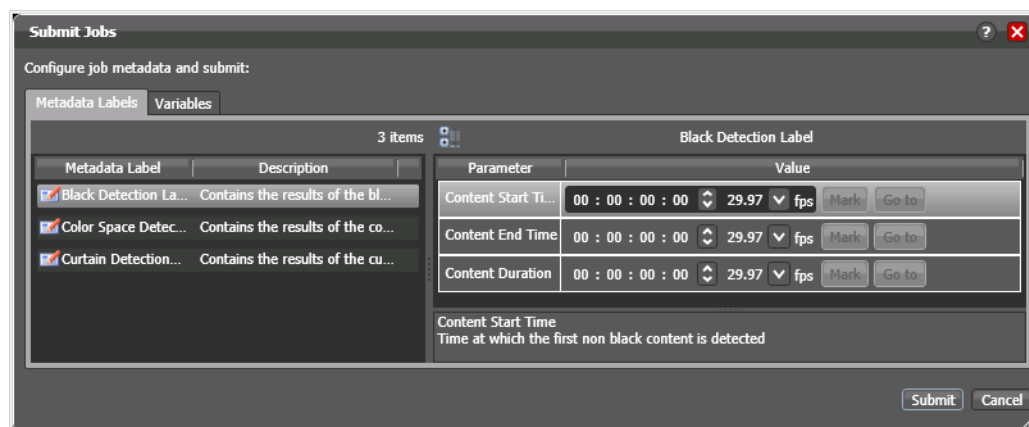 Submit Jobs
?
Configure job metadata and submit:
Metadata Labels Variables
3 items
Black Detection Label
Metadata Label Description
Black Detection La... Contains the results of the bl...
Color Space Detec... Contains the results of the co...
Curtain Detection... Contains the results of the cu...
Parameter Value
Content Start Ti... 00 : 00 : 00 : 00 29.97 fps Mark Go to
Content End Time 00 : 00 : 00 : 00 29.97 fps Mark Go to
Content Duration 00 : 00 : 00 : 00 29.97 fps Mark Go to
Content Start Time
Time at which the first non black content is detected
Submit Cancel